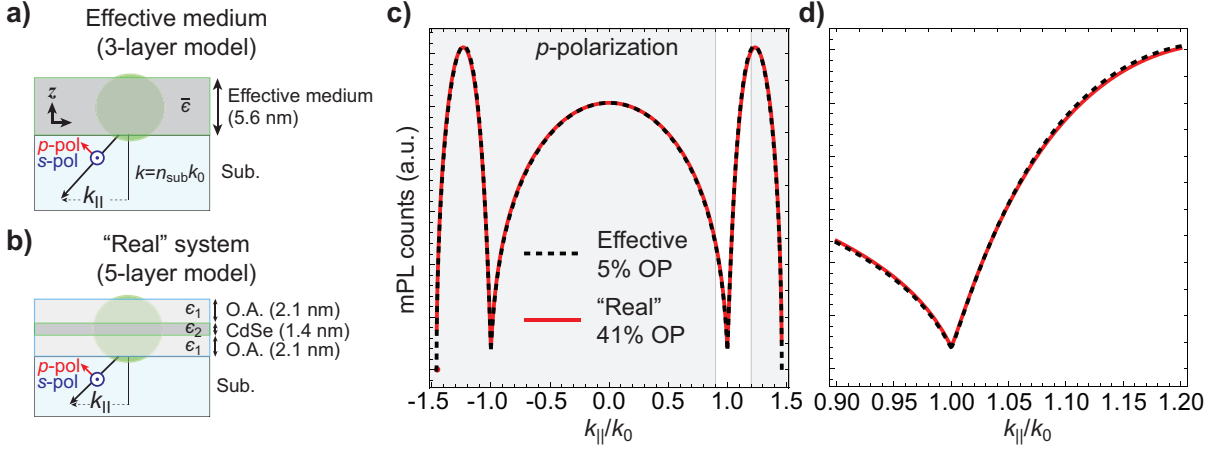 a)
Effective medium
(3-layer model)
z
ϵ̄
Effective medium
(5.6 nm)
p-pol
s-pol
k=n_sub k_0
k_||
Sub.
b)
“Real” system
(5-layer model)
ϵ_1
O.A. (2.1 nm)
ϵ_2
CdSe (1.4 nm)
ϵ_1
O.A. (2.1 nm)
p-pol
s-pol
k_||
Sub.
c)
p-polarization
mPL counts (a.u.)
Effective
5% OP
“Real”
41% OP
-1.5 -1.0 -0.5 0.0 0.5 1.0 1.5
k_||/k_0
d)
0.90 0.95 1.00 1.05 1.10 1.15 1.20
k_||/k_0